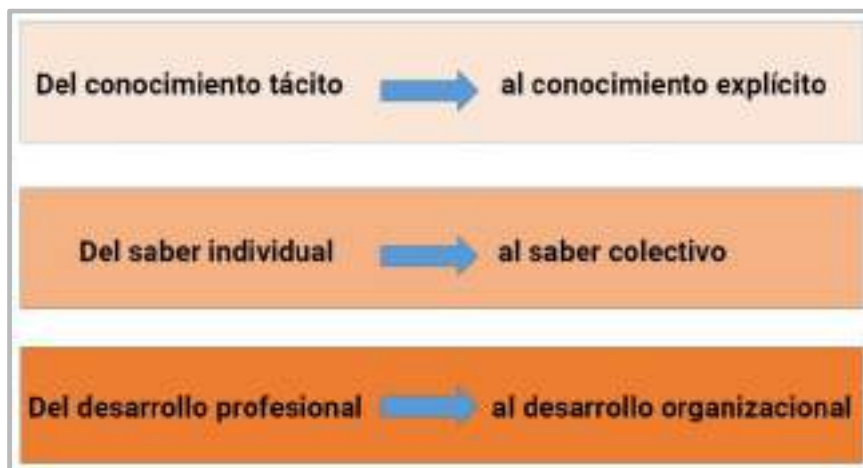 Del conocimiento tácito al conocimiento explícito
Del saber individual al saber colectivo
Del desarrollo profesional al desarrollo organizacional